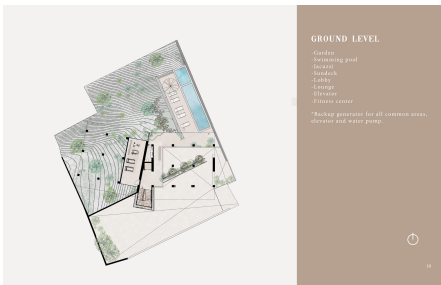 GROUND LEVEL
-Garden
-Swimming pool
-Jacuzzi
-Sundeck
-Lobby
-Lounge
-Elevator
-Fitness center
*Backup generator for all common areas,
elevator and water pump.